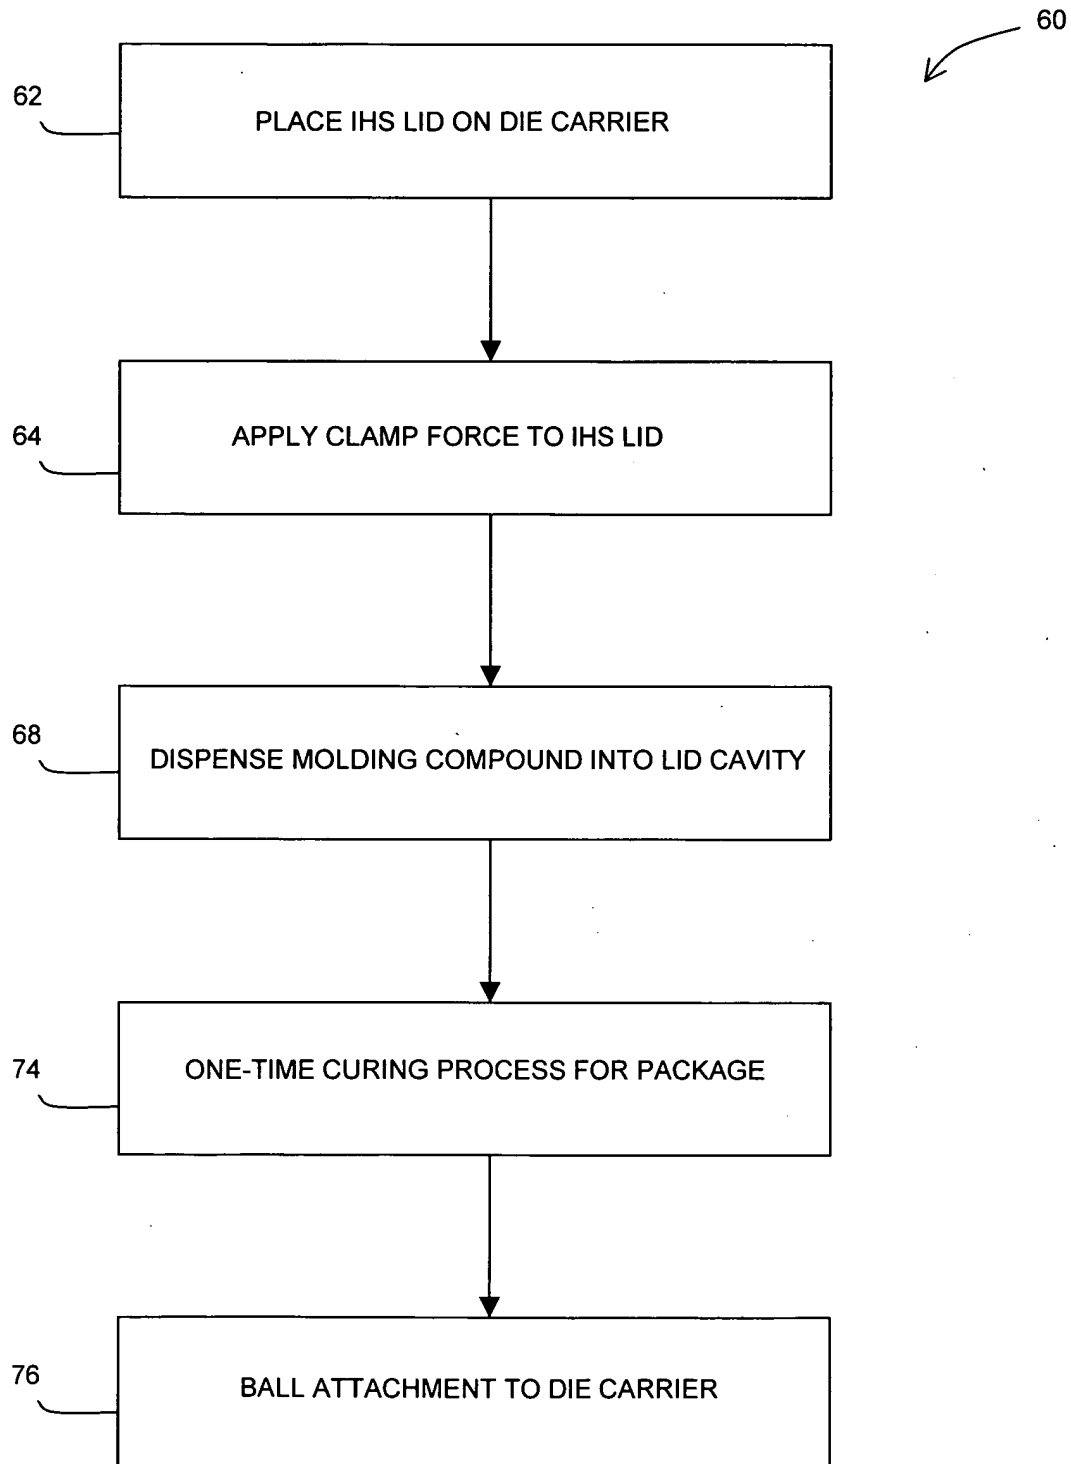 60
62
PLACE IHS LID ON DIE CARRIER
64
APPLY CLAMP FORCE TO IHS LID
68
DISPENSE MOLDING COMPOUND INTO LID CAVITY
74
ONE-TIME CURING PROCESS FOR PACKAGE
76
BALL ATTACHMENT TO DIE CARRIER